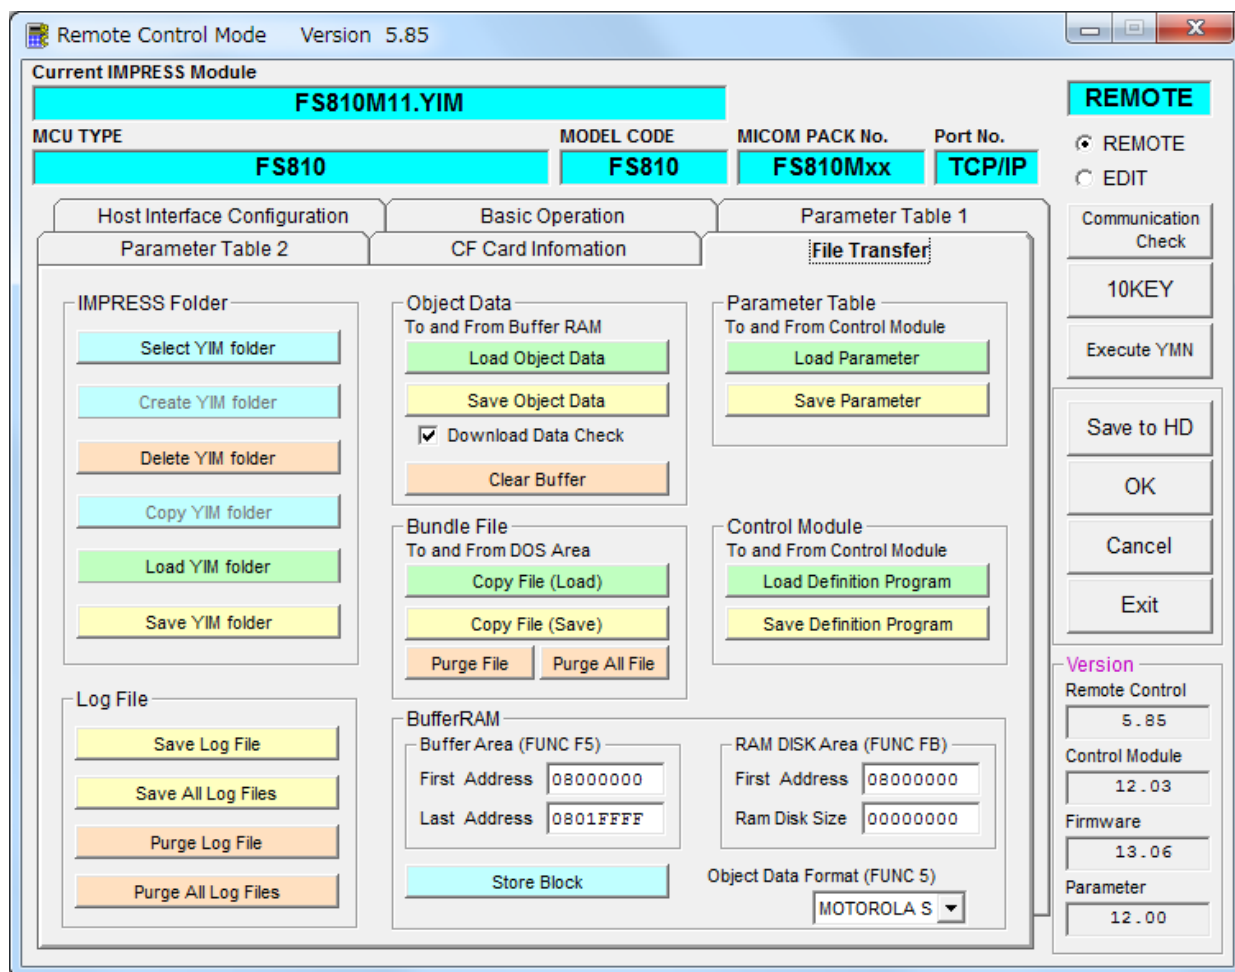 Remote Control Mode Version 5.85
Current IMPRESS Module
FS810M11.YIM
MCU TYPE
FS810
MODEL CODE
FS810
MICOM PACK No.
FS810Mxx
Port No.
TCP/IP
REMOTE
REMOTE
EDIT
Communication
Check
10KEY
Execute YMN
Save to HD
OK
Cancel
Exit
Version
Remote Control
5.85
Control Module
12.03
Firmware
13.06
Parameter
12.00
Host Interface Configuration
Basic Operation
Parameter Table 1
Parameter Table 2
CF Card Infomation
File Transfer
IMPRESS Folder
Select YIM folder
Create YIM folder
Delete YIM folder
Copy YIM folder
Load YIM folder
Save YIM folder
Log File
Save Log File
Save All Log Files
Purge Log File
Purge All Log Files
Object Data
To and From Buffer RAM
Load Object Data
Save Object Data
Download Data Check
Clear Buffer
Bundle File
To and From DOS Area
Copy File (Load)
Copy File (Save)
Purge File
Purge All File
Parameter Table
To and From Control Module
Load Parameter
Save Parameter
Control Module
To and From Control Module
Load Definition Program
Save Definition Program
BufferRAM
Buffer Area (FUNC F5)
First Address 08000000
Last Address 0801FFFF
Store Block
RAM DISK Area (FUNC FB)
First Address 08000000
Ram Disk Size 00000000
Object Data Format (FUNC 5)
MOTOROLA S